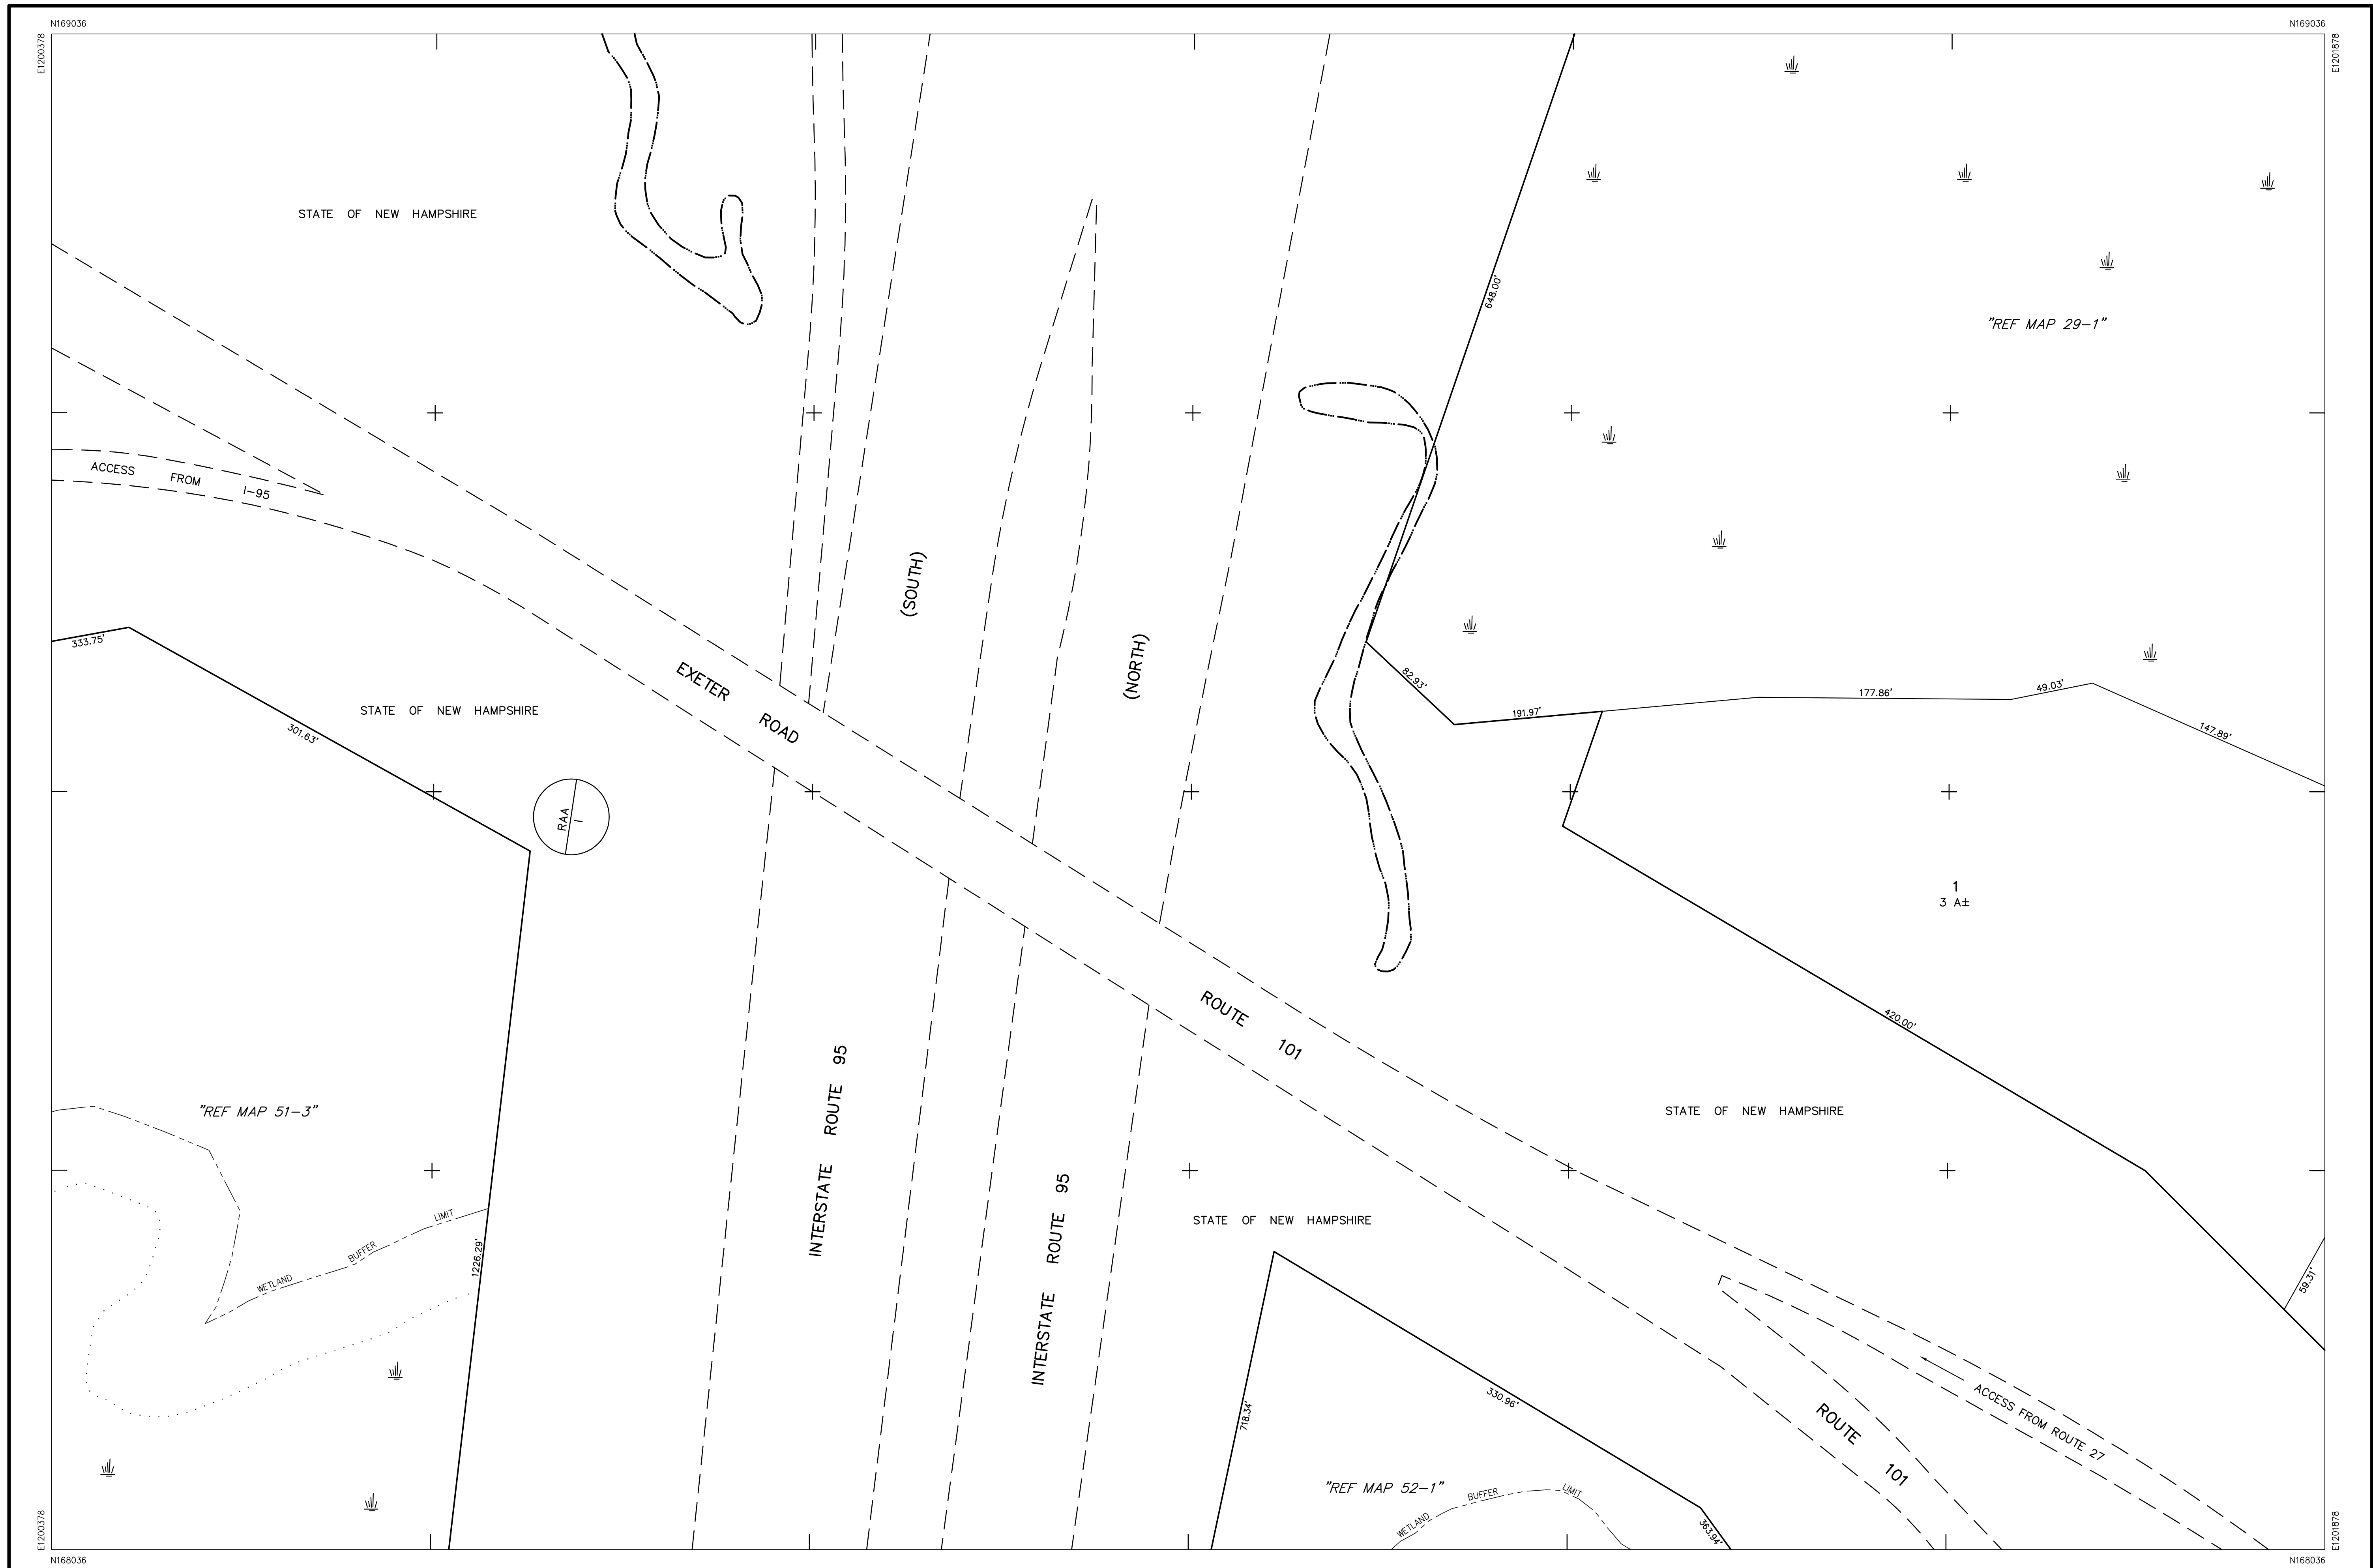 N169036
N169036
E1200378
E1201878
STATE OF NEW HAMPSHIRE
648.00'
"REF MAP 29-1"
ACCESS FROM I-95
(SOUTH)
(NORTH)
333.75'
EXETER ROAD
82.93'
191.97'
177.86'
49.03'
147.89'
STATE OF NEW HAMPSHIRE
301.63'
RAA
1
1
3 A±
ROUTE 101
420.00'
INTERSTATE ROUTE 95
"REF MAP 51-3"
STATE OF NEW HAMPSHIRE
INTERSTATE ROUTE 95
STATE OF NEW HAMPSHIRE
WETLAND BUFFER LIMIT
1226.29'
59.31'
718.34'
330.96'
ROUTE 101
ACCESS FROM ROUTE 27
"REF MAP 52-1"
WETLAND BUFFER LIMIT
363.94'
E1200378
E1201878
N168036
N168036